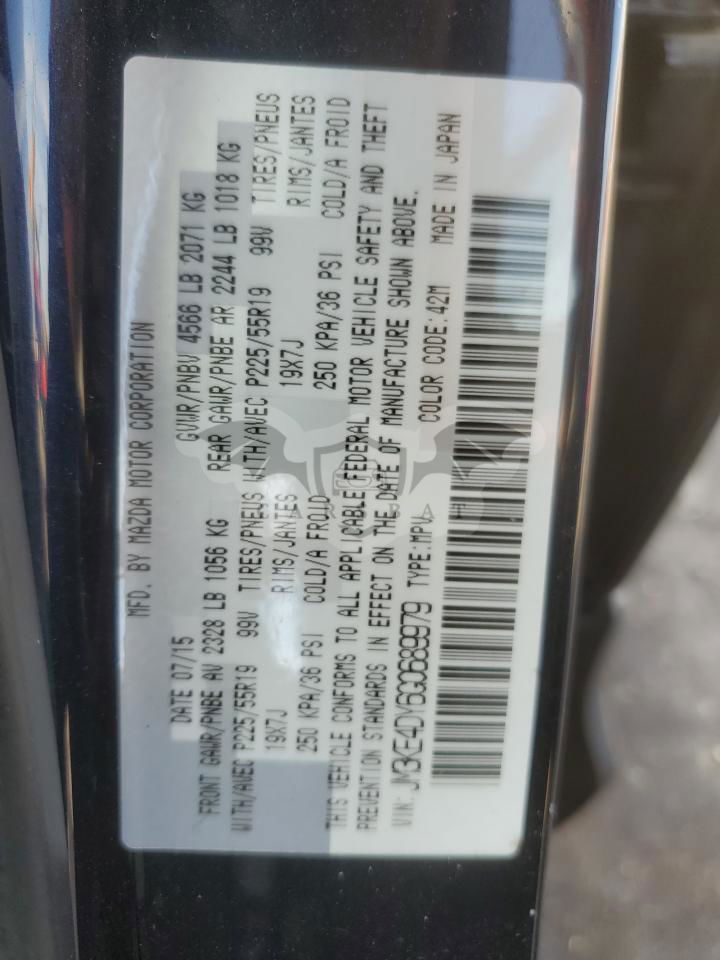 MFD. BY MAZDA MOTOR CORPORATION
DATE 07/15 GVWR/PNBV 4566 LB 2071 KG
FRONT GAWR/PNBE AV 2328 LB 1056 KG REAR GAWR/PNBE AR 2244 LB 1018 KG
WITH/AVEC P225/55R19 99V TIRES/PNEUS WITH/AVEC P225/55R19 99V TIRES/PNEUS
19X7J RIMS/JANTES 19X7J RIMS/JANTES
250 KPA/36 PSI COLD/A FROID 250 KPA/36 PSI COLD/A FROID
THIS VEHICLE CONFORMS TO ALL APPLICABLE FEDERAL MOTOR VEHICLE SAFETY AND THEFT
PREVENTION STANDARDS IN EFFECT ON THE DATE OF MANUFACTURE SHOWN ABOVE.
VIN: JM3KE4DY6G0689979 TYPE:MPV COLOR CODE:42M MADE IN JAPAN